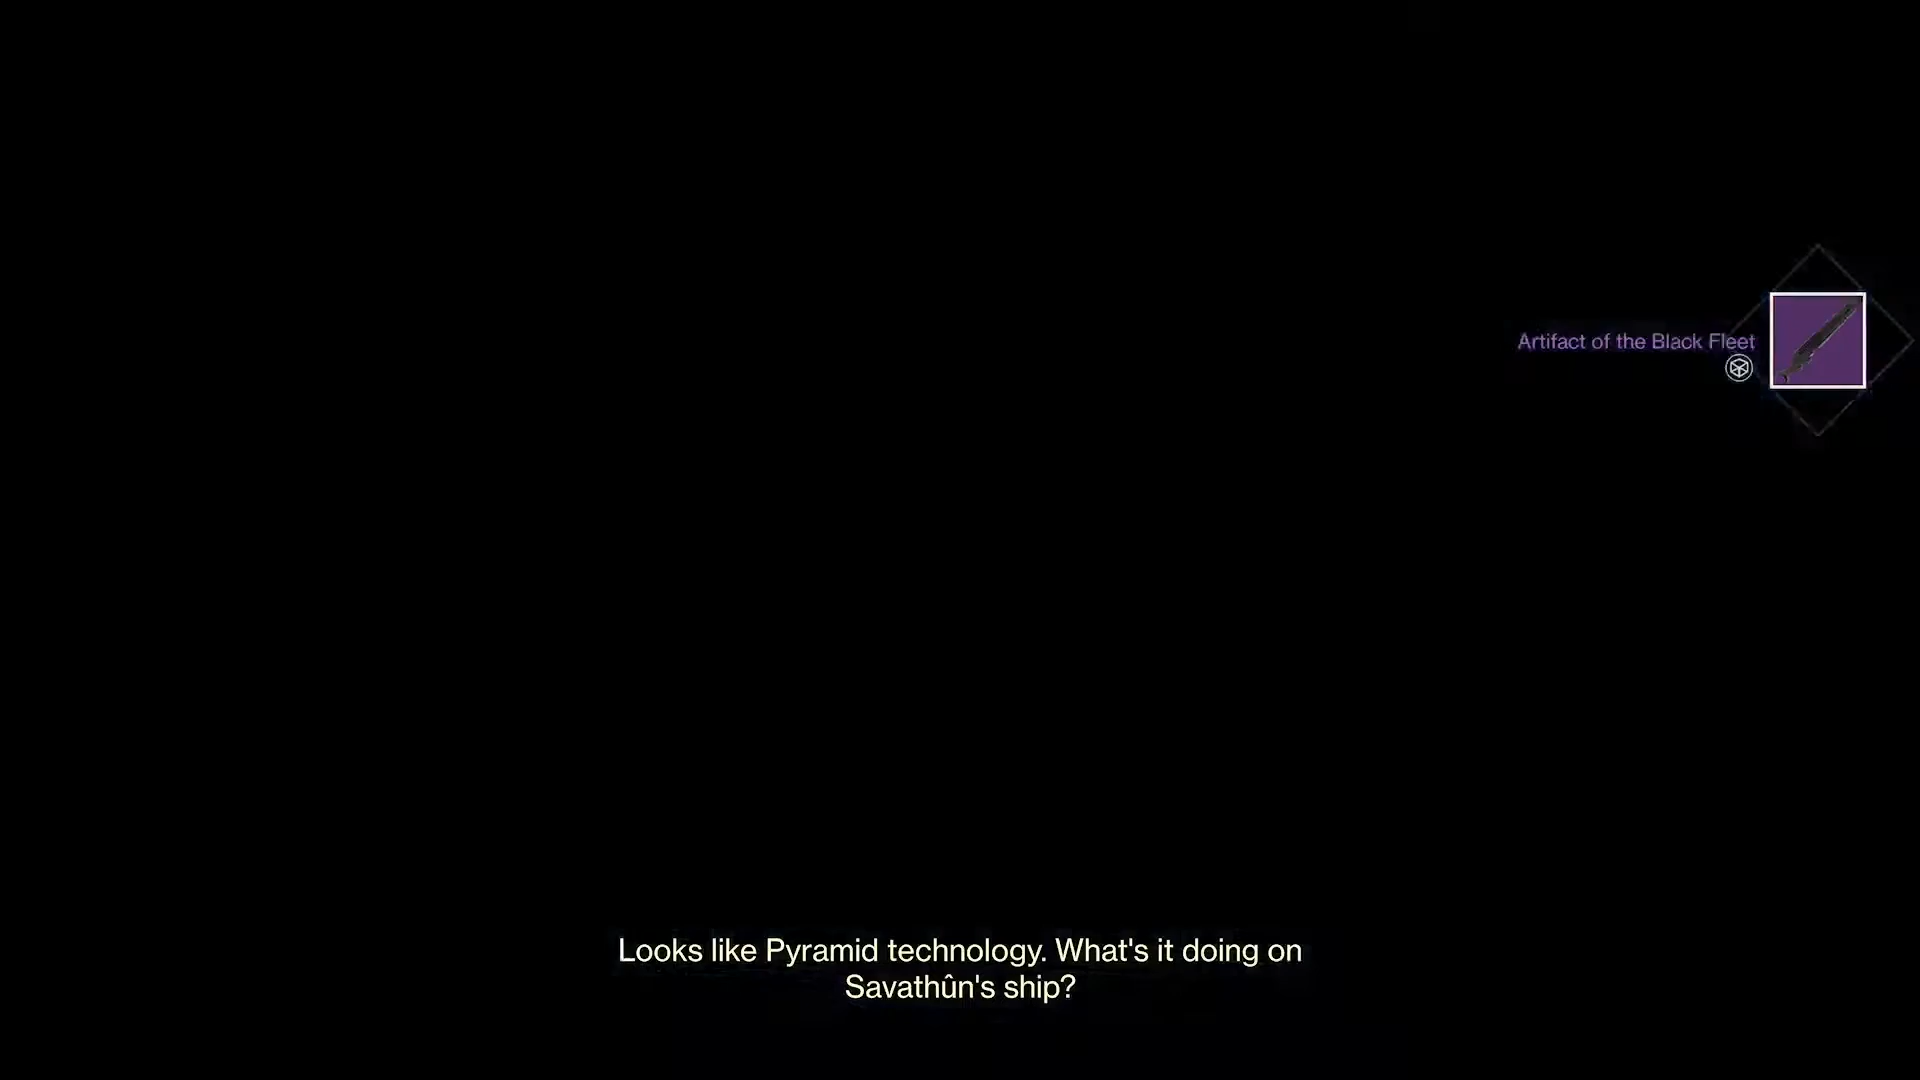 Artifact of the Black Fleet
Looks like Pyramid technology. What's it doing on
Savathûn's ship?